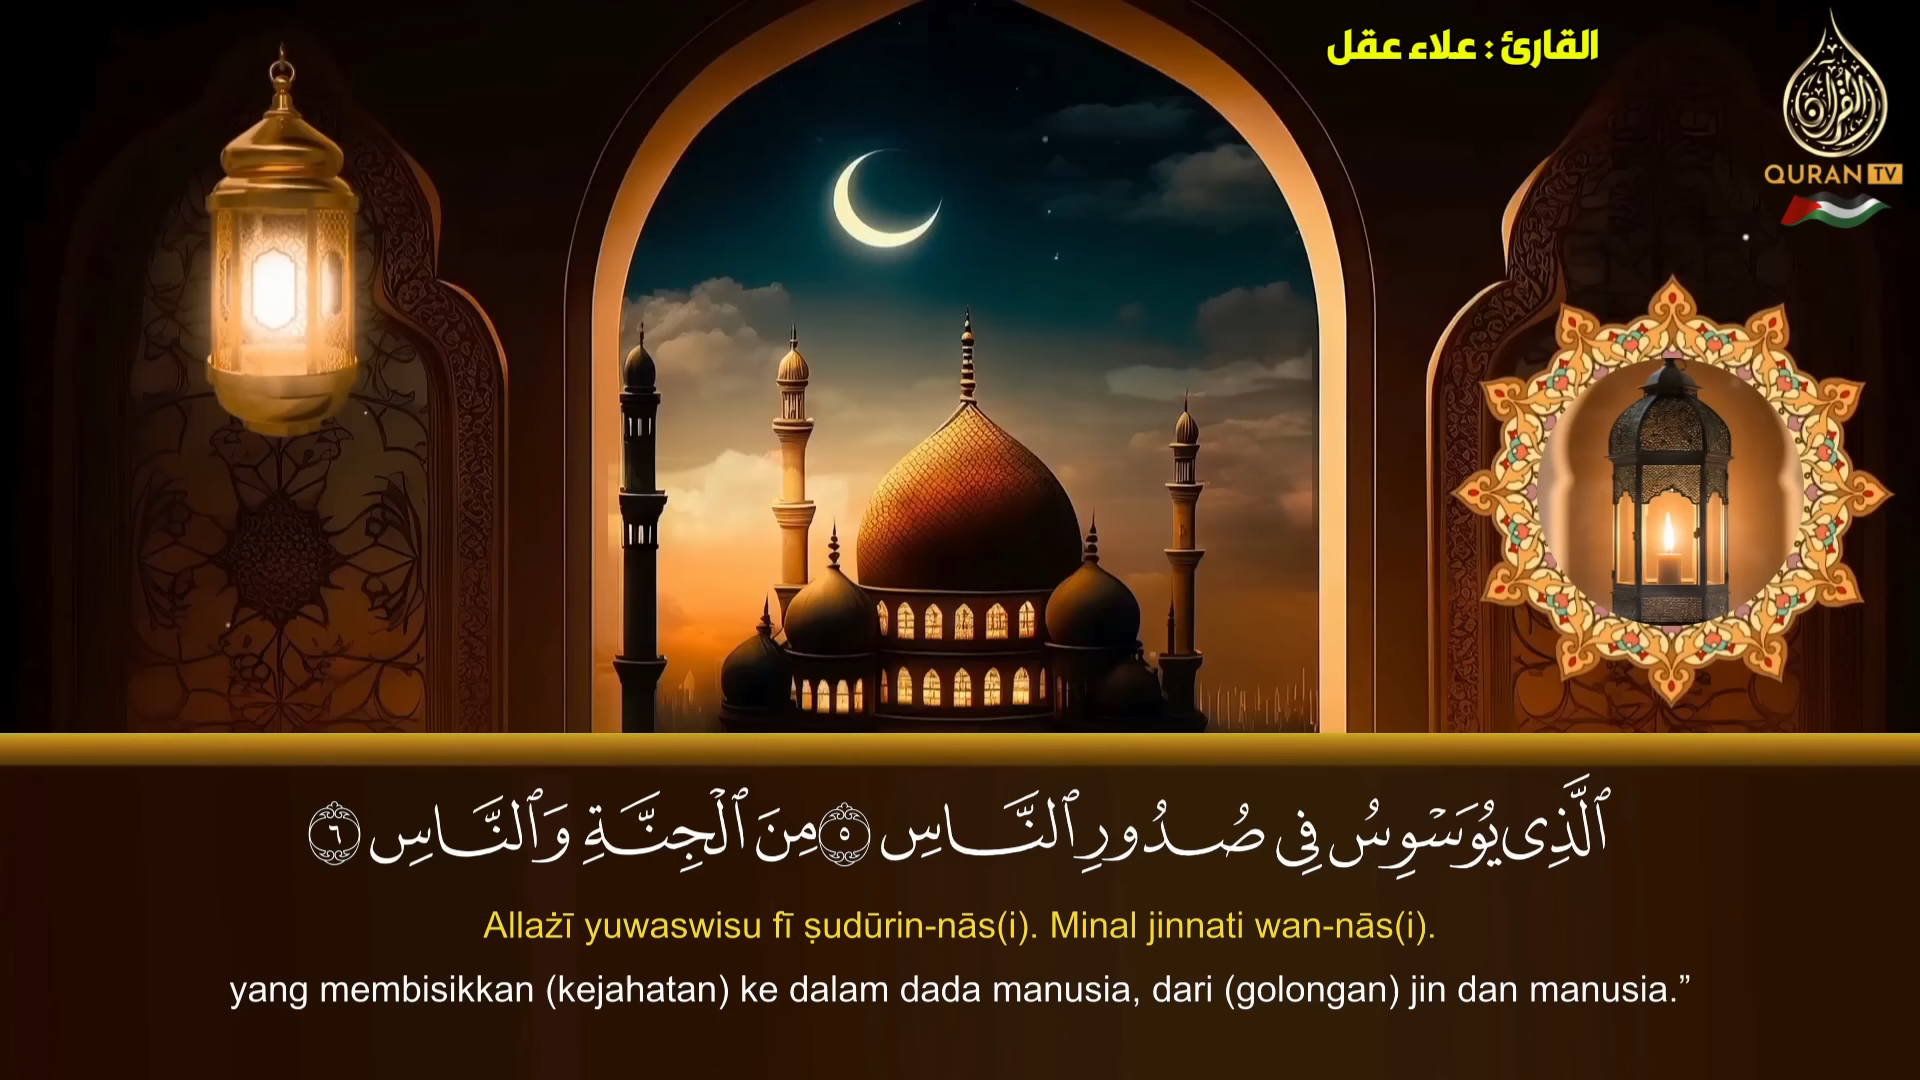 القارئ : علاء عقل
القرآن
QURAN TV
ٱلَّذِى يُوَسْوِسُ فِى صُدُورِ ٱلنَّاسِ ٥ مِنَ ٱلْجِنَّةِ وَٱلنَّاسِ ٦
Allażī yuwaswisu fī ṣudūrin-nās(i). Minal jinnati wan-nās(i).
yang membisikkan (kejahatan) ke dalam dada manusia, dari (golongan) jin dan manusia.”